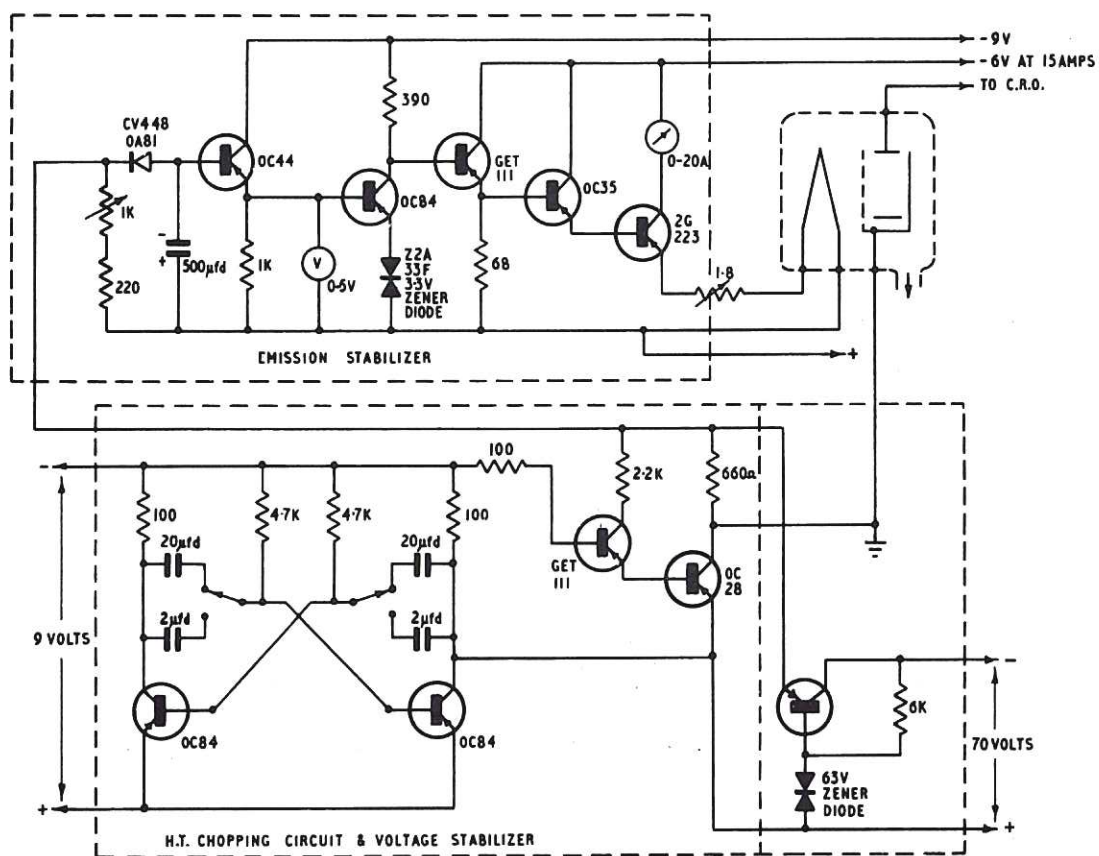 -9V
-6V AT 15AMPS
TO C.R.O.
CV448
OA81
OC44
390
OC84
GET
111
OC35
0-20A
2G
223
1·8
1K
220
-
+
500µfd
1K
V
0-5V
Z2A
33F
3·3V
ZENER
DIODE
68
+
EMISSION STABILIZER
-
100
4·7K
4·7K
100
100
2·2K
660Ω
20µfd
20µfd
2µfd
2µfd
GET
111
OC
28
9 VOLTS
OC84
OC84
-
6K
70 VOLTS
63V
ZENER
DIODE
+
+
H.T. CHOPPING CIRCUIT & VOLTAGE STABILIZER